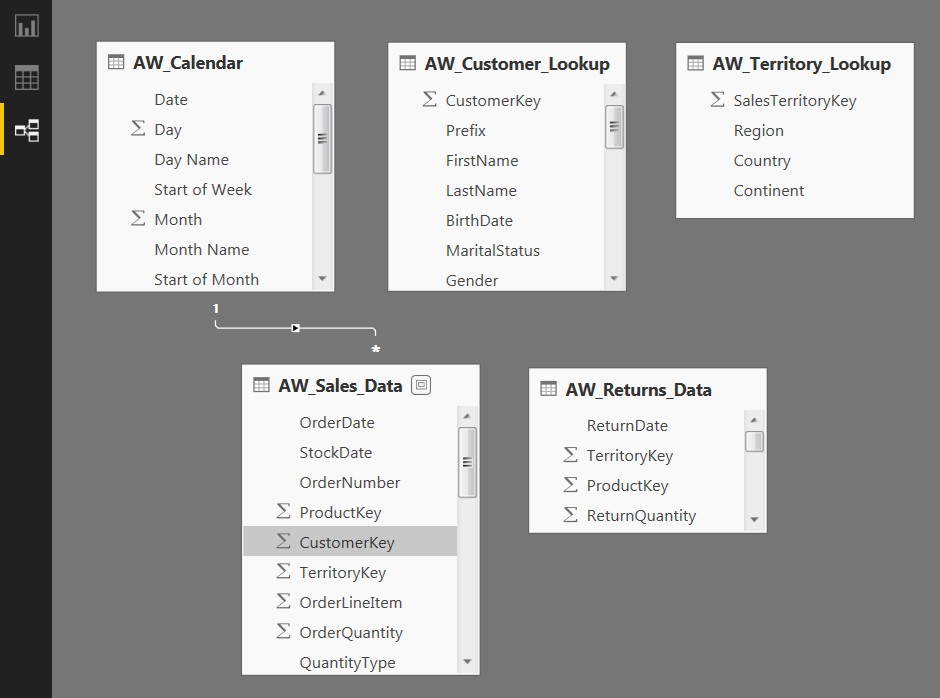 AW_Calendar
Date
Σ Day
Day Name
Start of Week
Σ Month
Month Name
Start of Month
AW_Customer_Lookup
Σ CustomerKey
Prefix
FirstName
LastName
BirthDate
MaritalStatus
Gender
AW_Territory_Lookup
Σ SalesTerritoryKey
Region
Country
Continent
1
*
AW_Sales_Data
OrderDate
StockDate
OrderNumber
Σ ProductKey
Σ CustomerKey
Σ TerritoryKey
Σ OrderLineItem
Σ OrderQuantity
QuantityType
AW_Returns_Data
ReturnDate
Σ TerritoryKey
Σ ProductKey
Σ ReturnQuantity